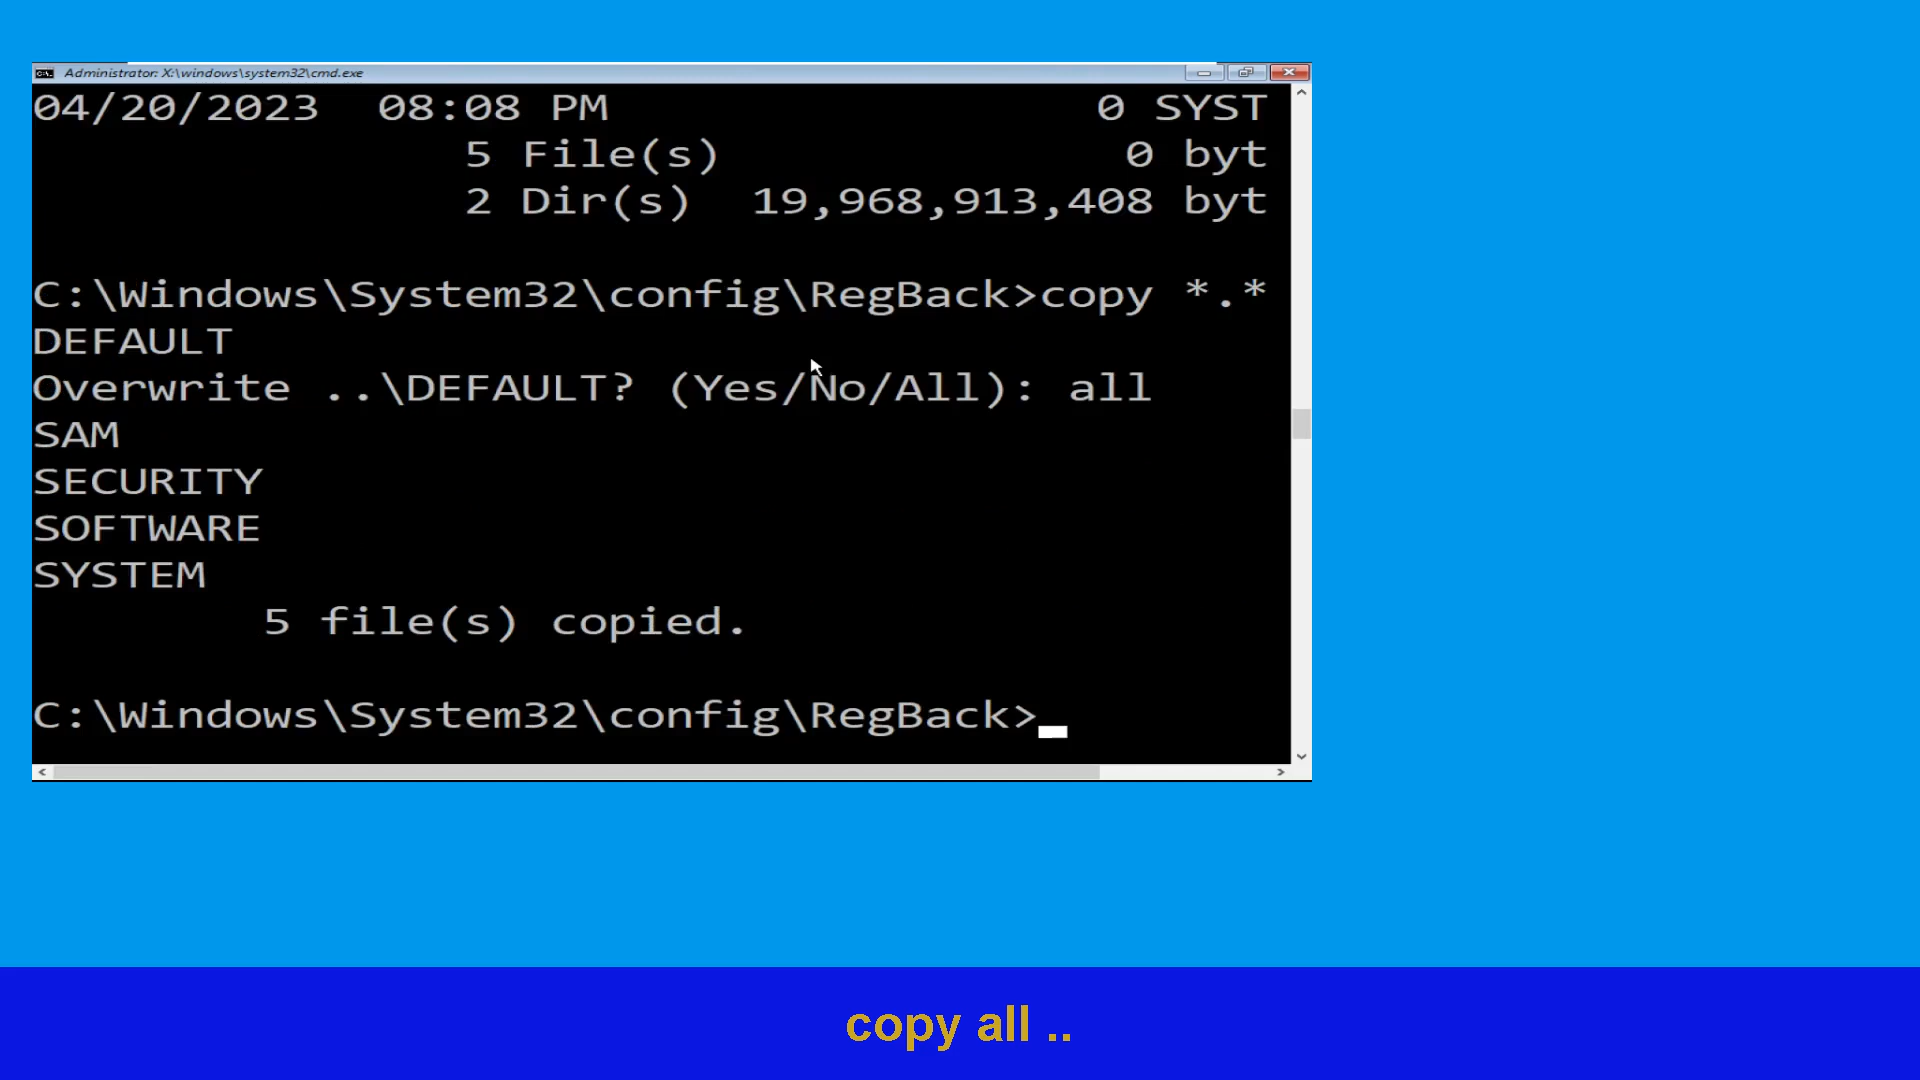 Administrator: X:\windows\system32\cmd.exe
04/20/2023  08:08 PM                 0 SYST
               5 File(s)              0 byt
               2 Dir(s)  19,968,913,408 byt
C:\Windows\System32\config\RegBack>copy *.*
DEFAULT
Overwrite ..\DEFAULT? (Yes/No/All): all
SAM
SECURITY
SOFTWARE
SYSTEM
        5 file(s) copied.
C:\Windows\System32\config\RegBack>
copy all ..